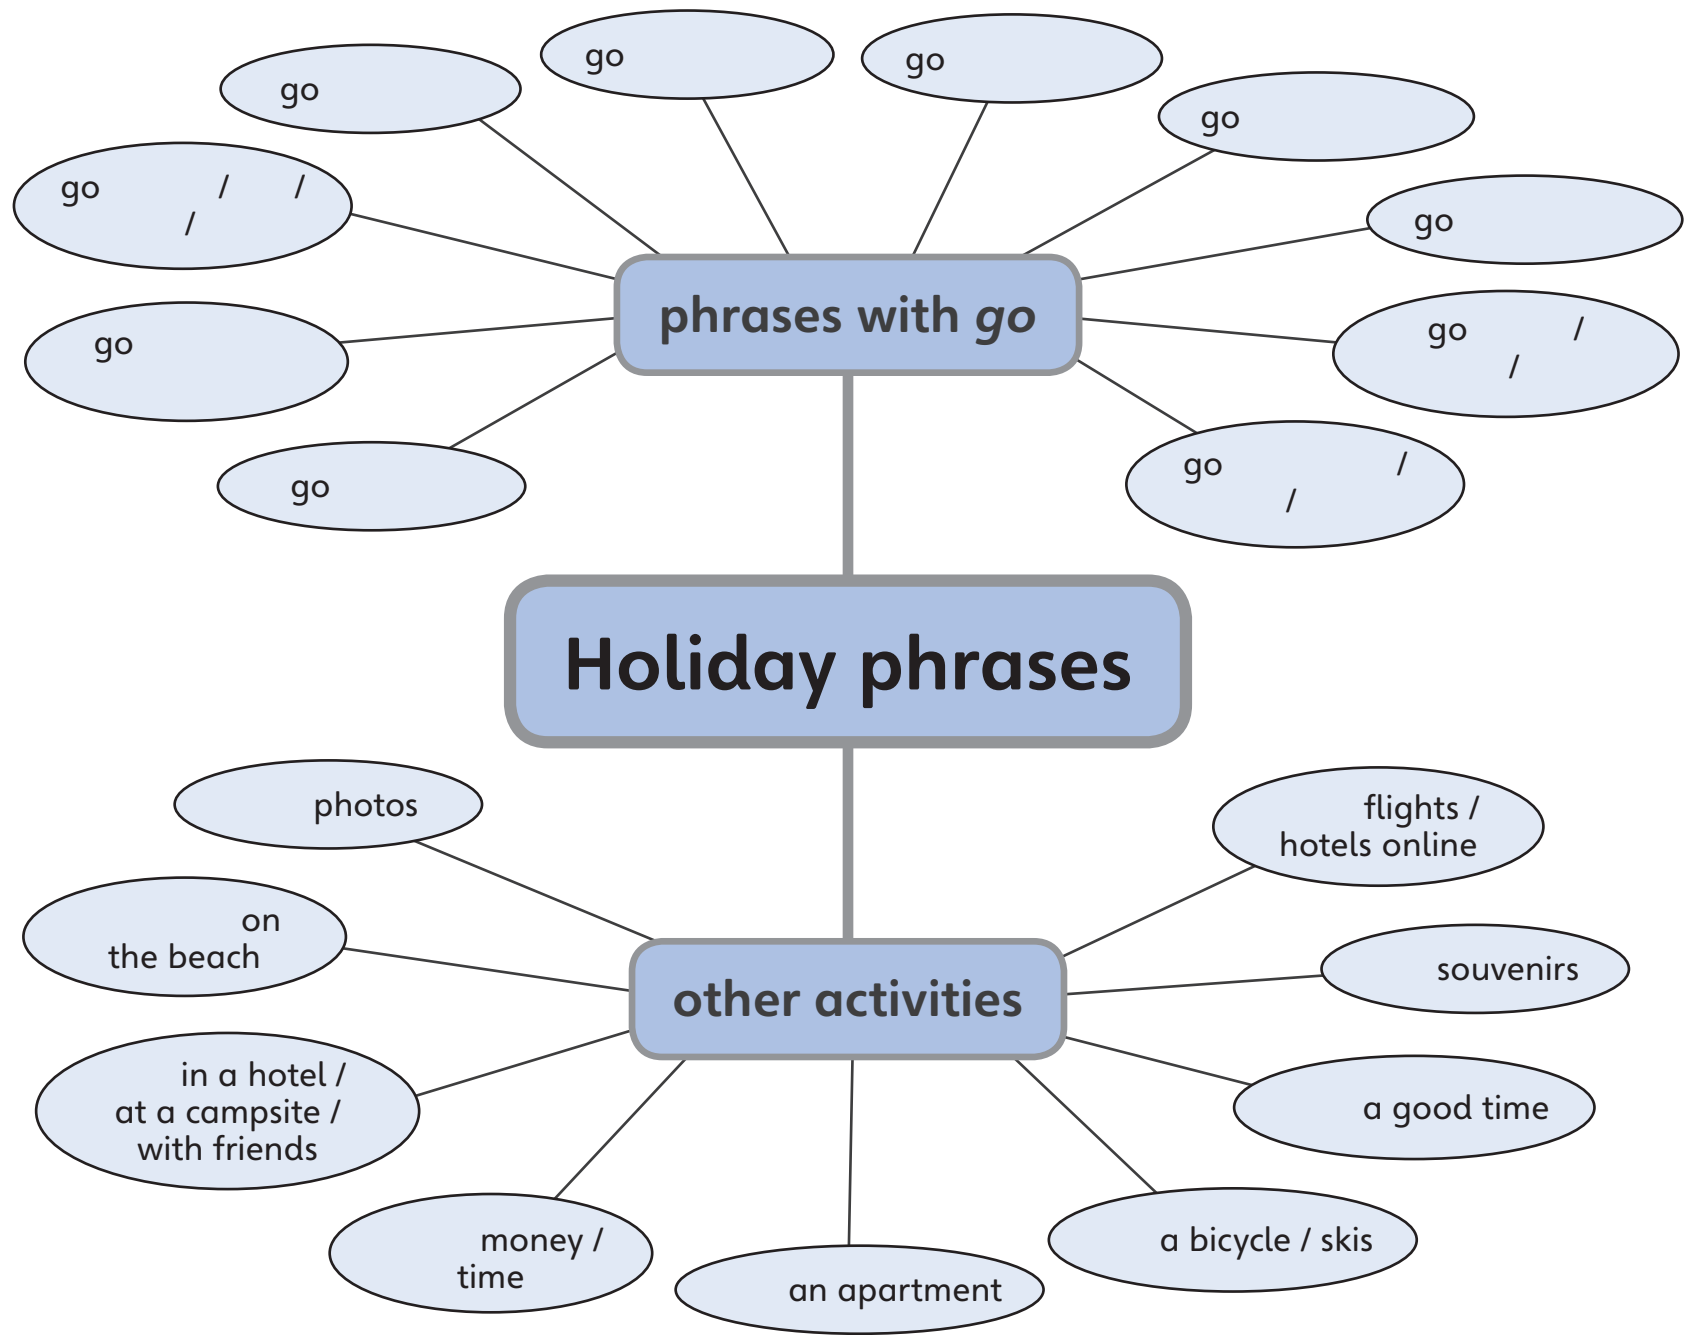 go
go
go
go
go / /
/
go
go
go /
/
go
go /
/
phrases with go
Holiday phrases
photos
flights /
hotels online
on
the beach
souvenirs
other activities
in a hotel /
at a campsite /
with friends
a good time
money /
time
a bicycle / skis
an apartment